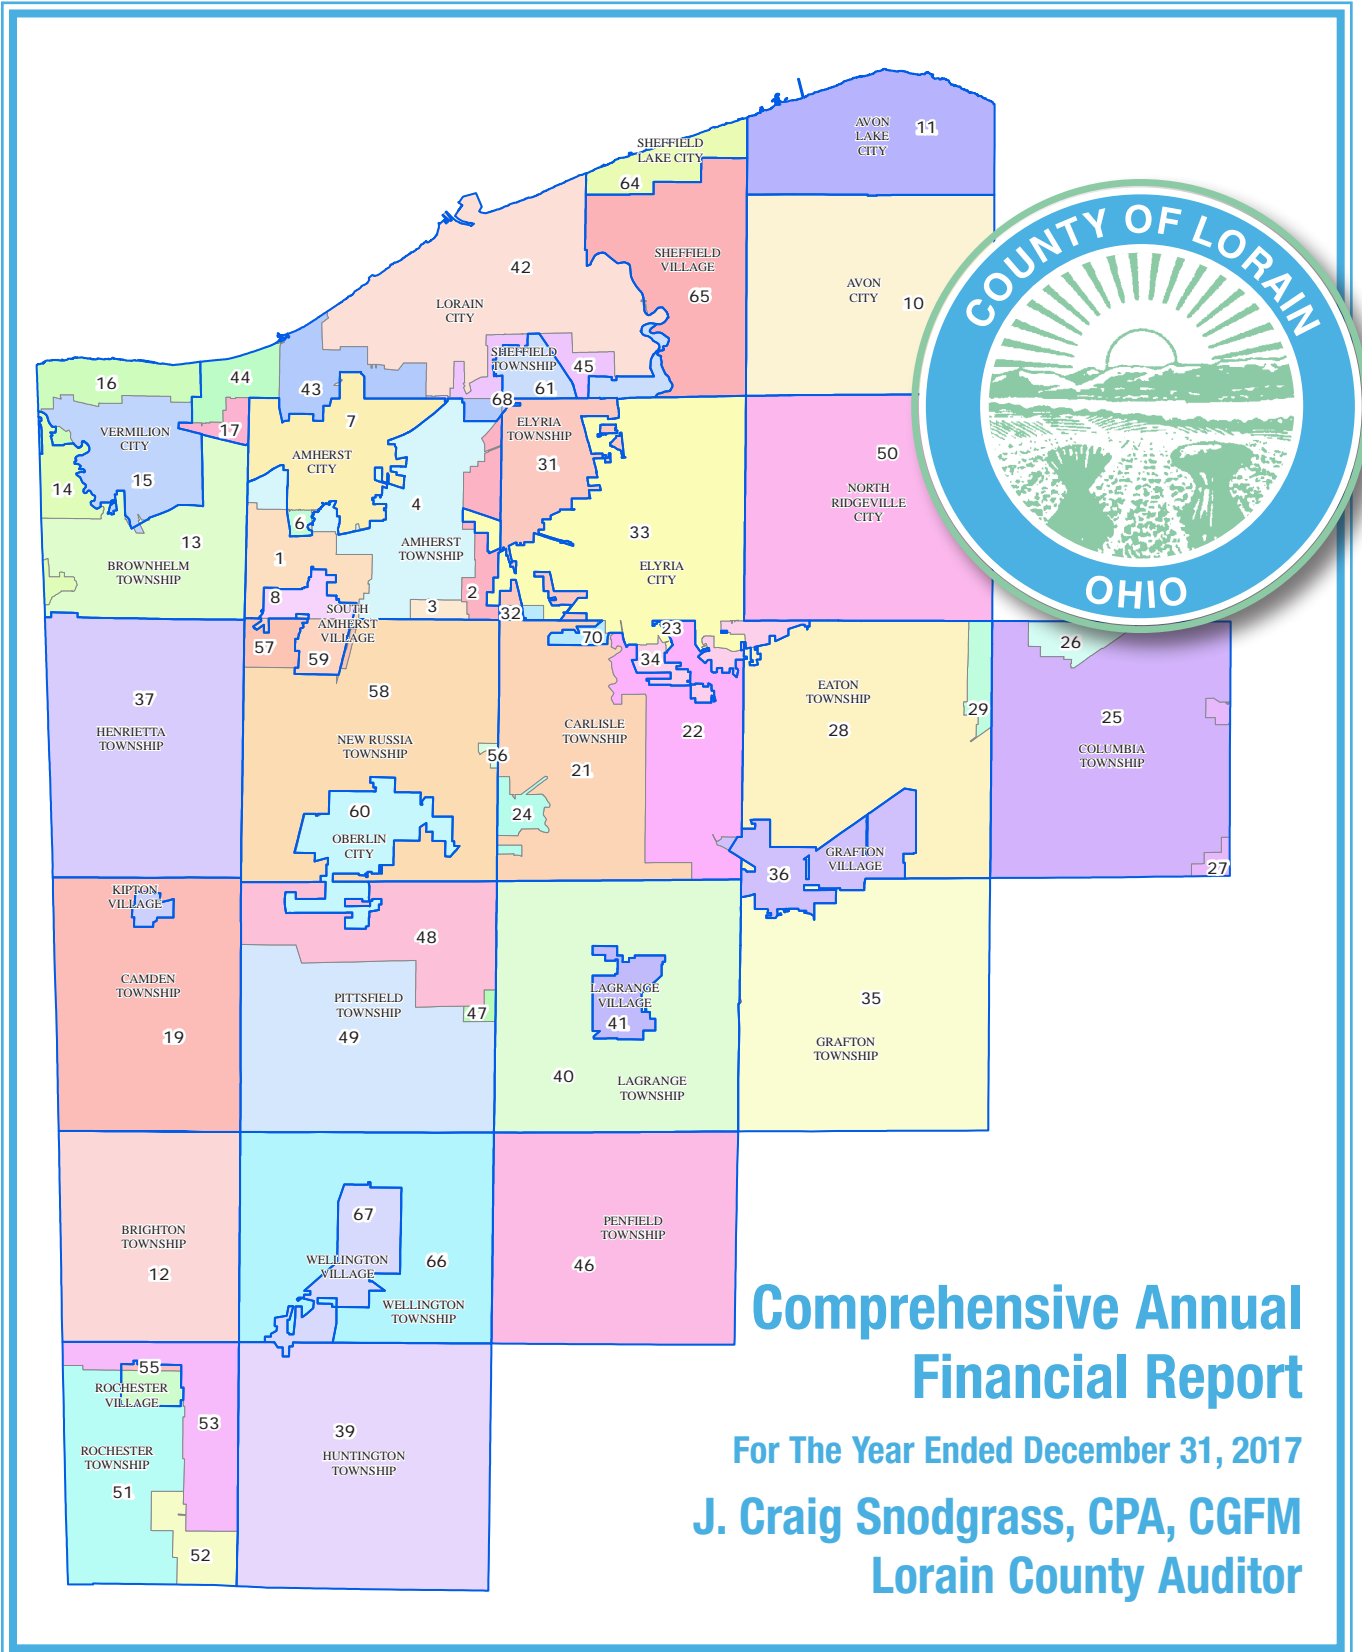 AVON
LAKE
CITY
11
SHEFFIELD
LAKE CITY
64
SHEFFIELD
VILLAGE
65
42
LORAIN
CITY
AVON
CITY
10
COUNTY OF LORAIN
OHIO
SHEFFIELD
TOWNSHIP
45
61
68
16
44
43
17
7
VERMILION
CITY
15
14
AMHERST
CITY
4
ELYRIA
TOWNSHIP
31
50
NORTH
RIDGEVILLE
CITY
6
13
BROWNHELM
TOWNSHIP
1
AMHERST
TOWNSHIP
33
ELYRIA
CITY
8
3
2
32
SOUTH
AMHERST
VILLAGE
57
59
70
23
34
26
37
HENRIETTA
TOWNSHIP
58
NEW RUSSIA
TOWNSHIP
56
CARLISLE
TOWNSHIP
21
22
EATON
TOWNSHIP
28
29
25
COLUMBIA
TOWNSHIP
60
OBERLIN
CITY
24
36
GRAFTON
VILLAGE
27
KIPTON
VILLAGE
48
CAMDEN
TOWNSHIP
19
PITTSFIELD
TOWNSHIP
49
47
LAGRANGE
VILLAGE
41
40
LAGRANGE
TOWNSHIP
35
GRAFTON
TOWNSHIP
BRIGHTON
TOWNSHIP
12
67
WELLINGTON
VILLAGE
66
WELLINGTON
TOWNSHIP
PENFIELD
TOWNSHIP
46
55
ROCHESTER
VILLAGE
53
ROCHESTER
TOWNSHIP
51
52
39
HUNTINGTON
TOWNSHIP
Comprehensive Annual
Financial Report
For The Year Ended December 31, 2017
J. Craig Snodgrass, CPA, CGFM
Lorain County Auditor